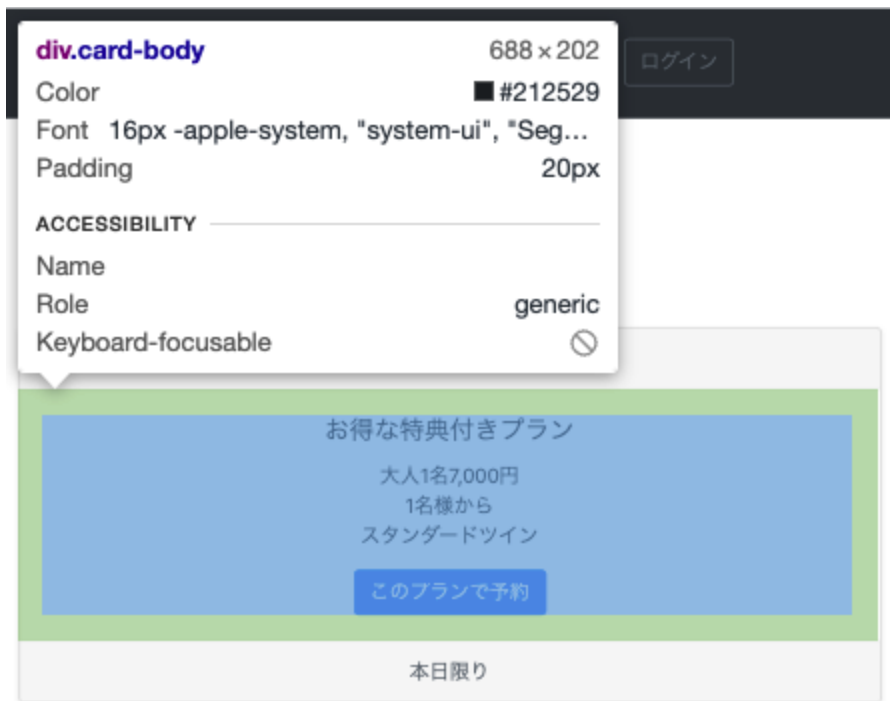 div.card-body 688 × 202
Color #212529
Font 16px -apple-system, "system-ui", "Seg...
Padding 20px
ACCESSIBILITY
Name
Role generic
Keyboard-focusable
ログイン
お得な特典付きプラン
大人1名7,000円
1名様から
スタンダードツイン
このプランで予約
本日限り